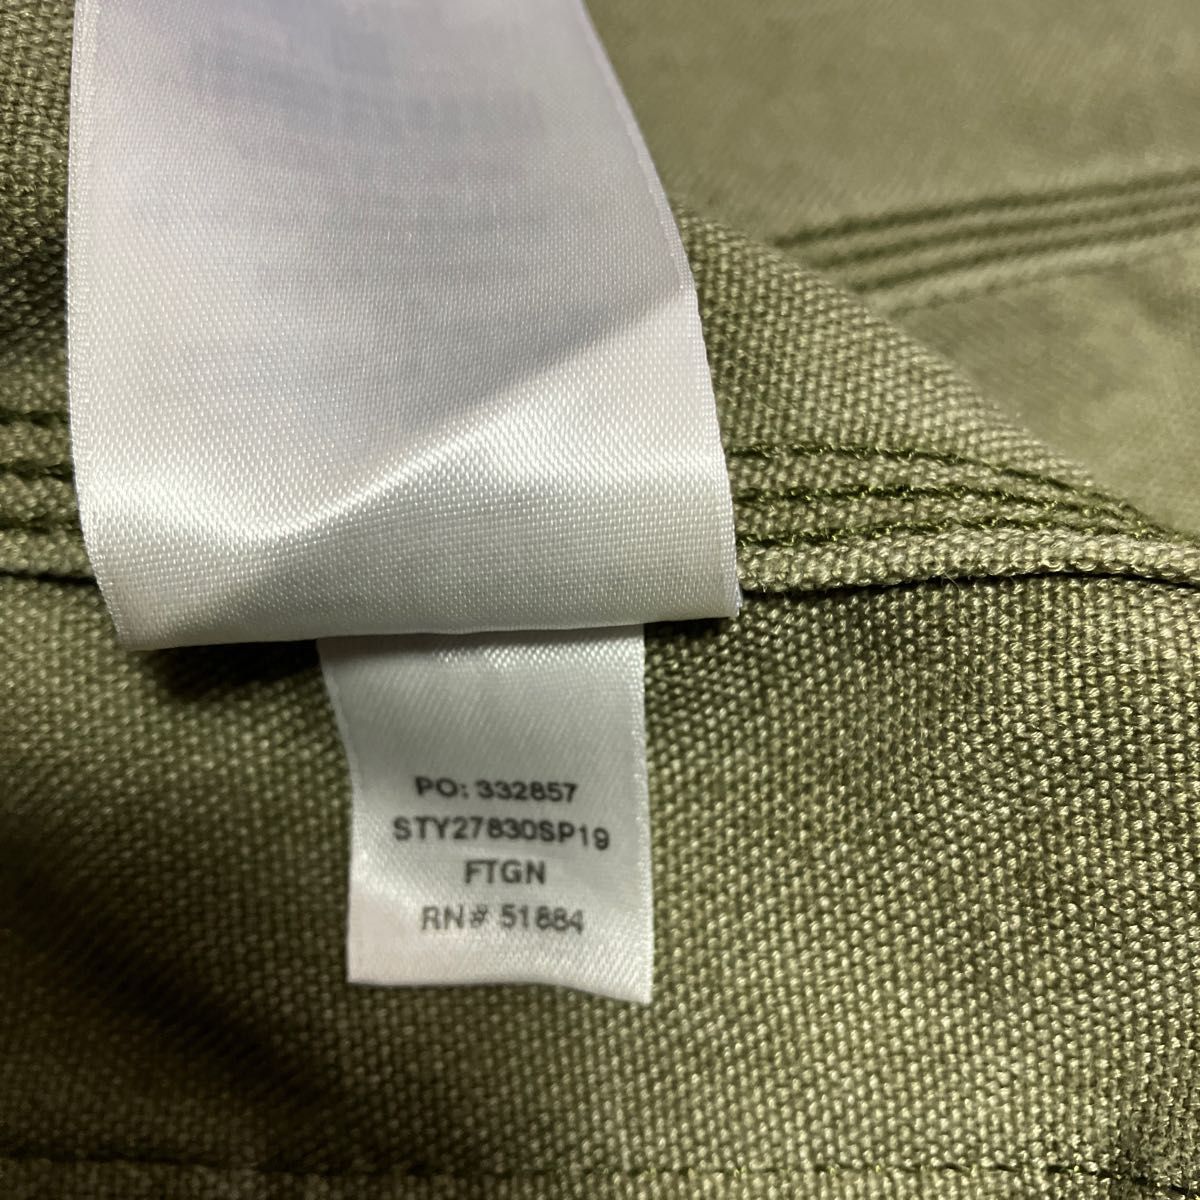 PO: 332857
STY27830SP19
FTGN
RN# 51884